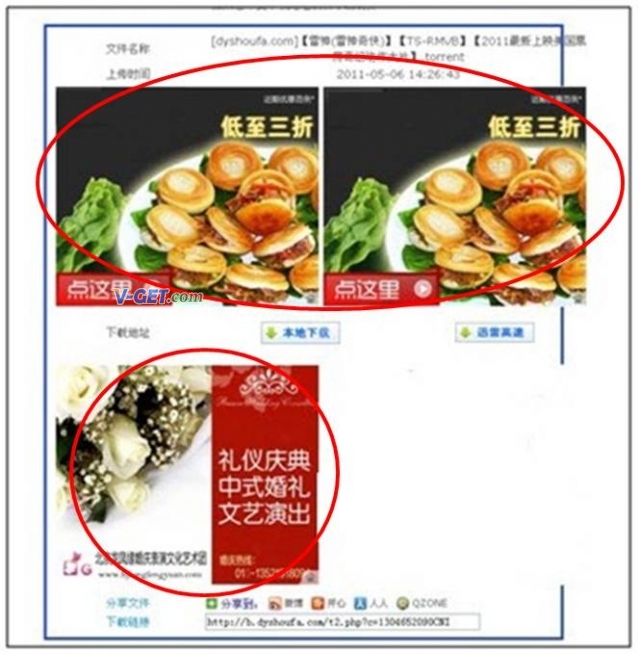 文件名称
[dyshoufa.com]【雷神(雷神奇侠)】【TS-RMVB】【2011最新上映美国票
.torrent
上传时间
2011-05-06 14:26:43
低至三折
低至三折
点这里
V-GET.com
点这里
下载地址
本地下载
迅雷高速
礼仪庆典
中式婚礼
文艺演出
婚庆热线:
分享文件
分享到:
微博
开心
人人
QZONE
下载链接
http://b.dyshoufa.com/t2.php?c=1304652090CNI